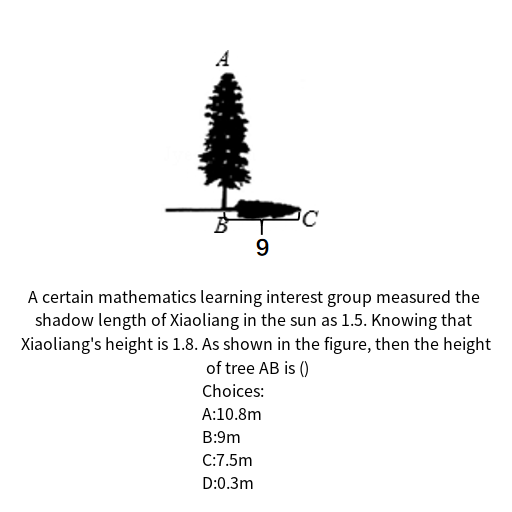 A
B
C
9
A certain mathematics learning interest group measured the
shadow length of Xiaoliang in the sun as 1.5. Knowing that
Xiaoliang's height is 1.8. As shown in the figure, then the height
of tree AB is ()
Choices:
A:10.8m
B:9m
C:7.5m
D:0.3m